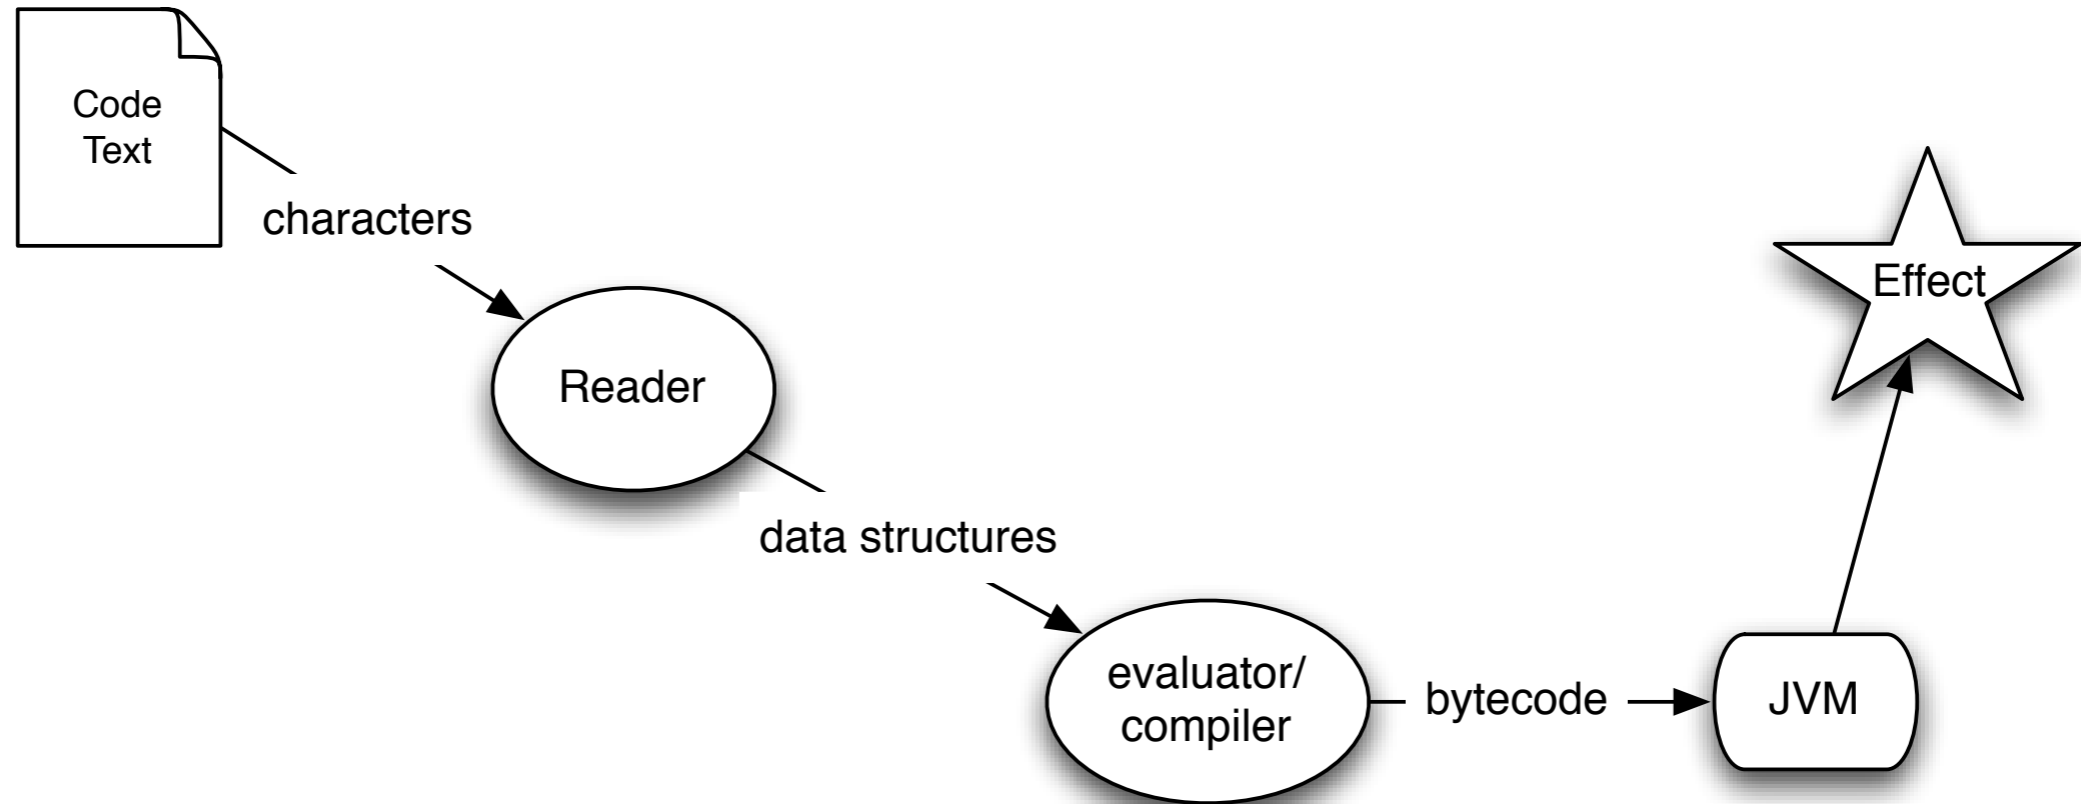 Code
Text
characters
Reader
data structures
evaluator/
compiler
bytecode
JVM
Effect